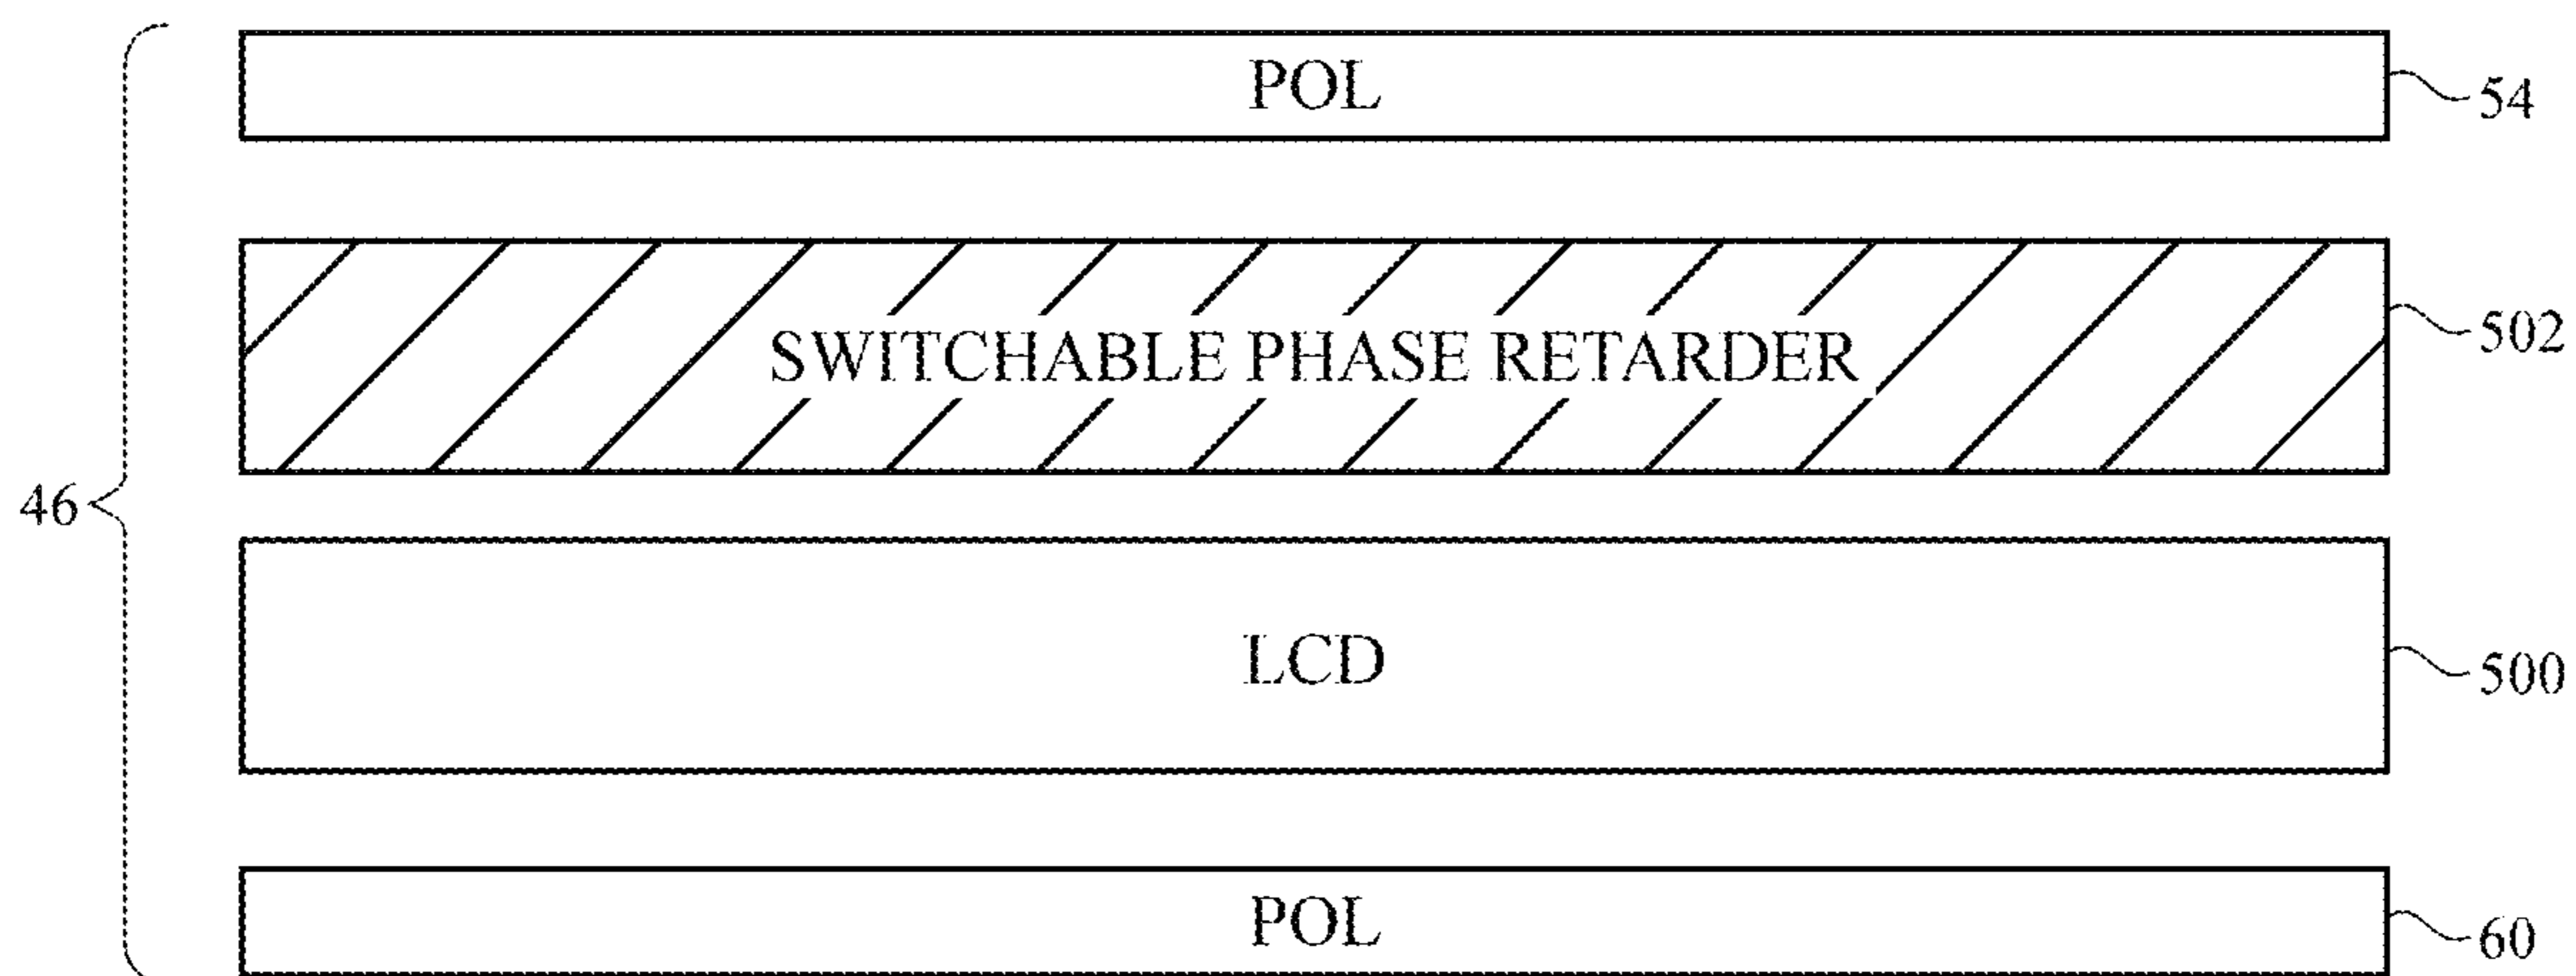 POL
54
SWITCHABLE PHASE RETARDER
502
46
LCD
500
POL
60